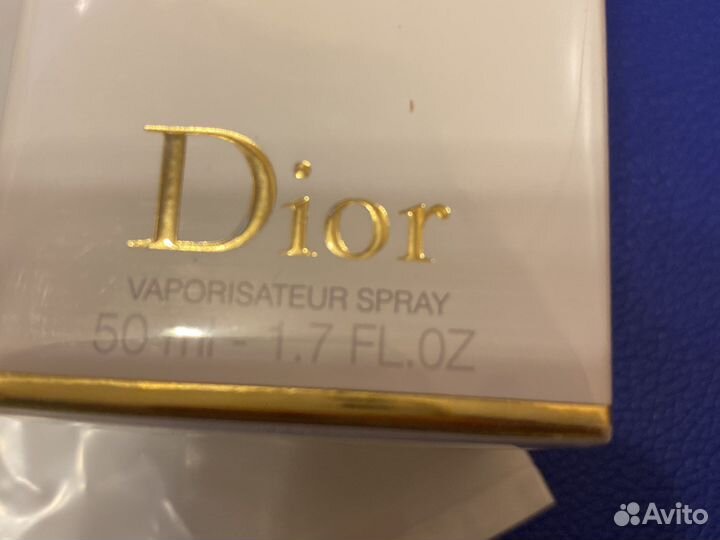 Dior
VAPORISATEUR SPRAY
50 ml - 1.7 FL.OZ
Avito